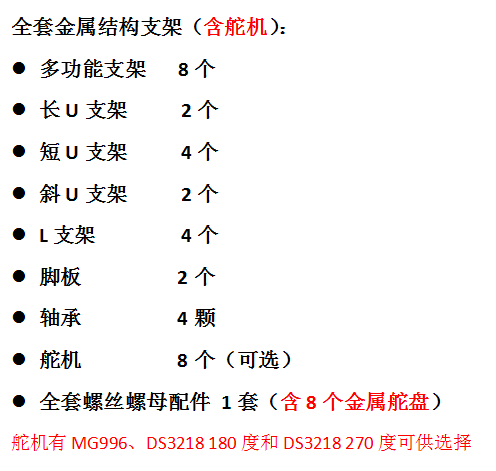 全套金属结构支架（含舵机）：
● 多功能支架 8 个
● 长 U 支架 2 个
● 短 U 支架 4 个
● 斜 U 支架 2 个
● L 支架 4 个
● 脚板 2 个
● 轴承 4 颗
● 舵机 8 个（可选）
● 全套螺丝螺母配件 1 套（含 8 个金属舵盘）
舵机有 MG996、DS3218 180 度和 DS3218 270 度可供选择